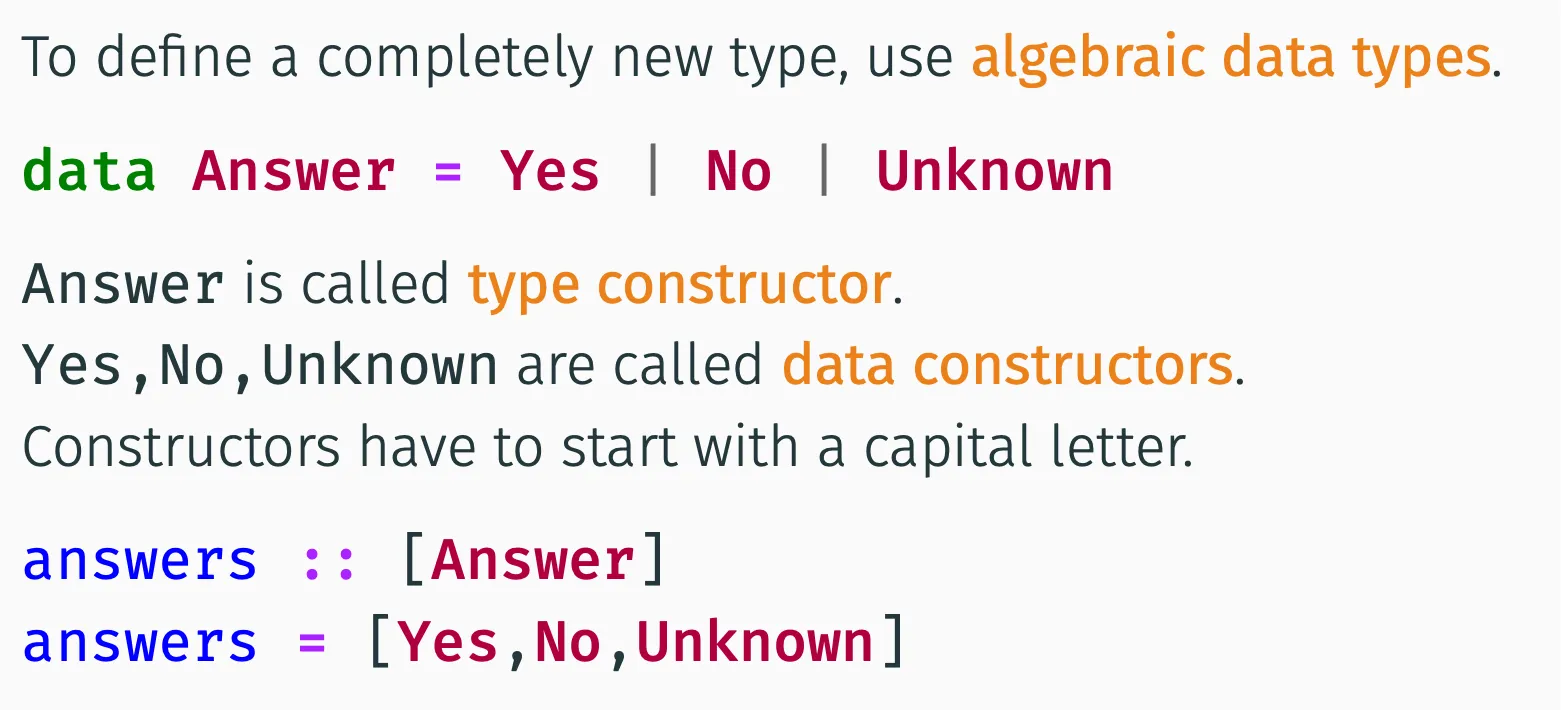 To define a completely new type, use algebraic data types.
data Answer = Yes | No | Unknown
Answer is called type constructor.
Yes,No,Unknown are called data constructors.
Constructors have to start with a capital letter.
answers :: [Answer]
answers = [Yes,No,Unknown]